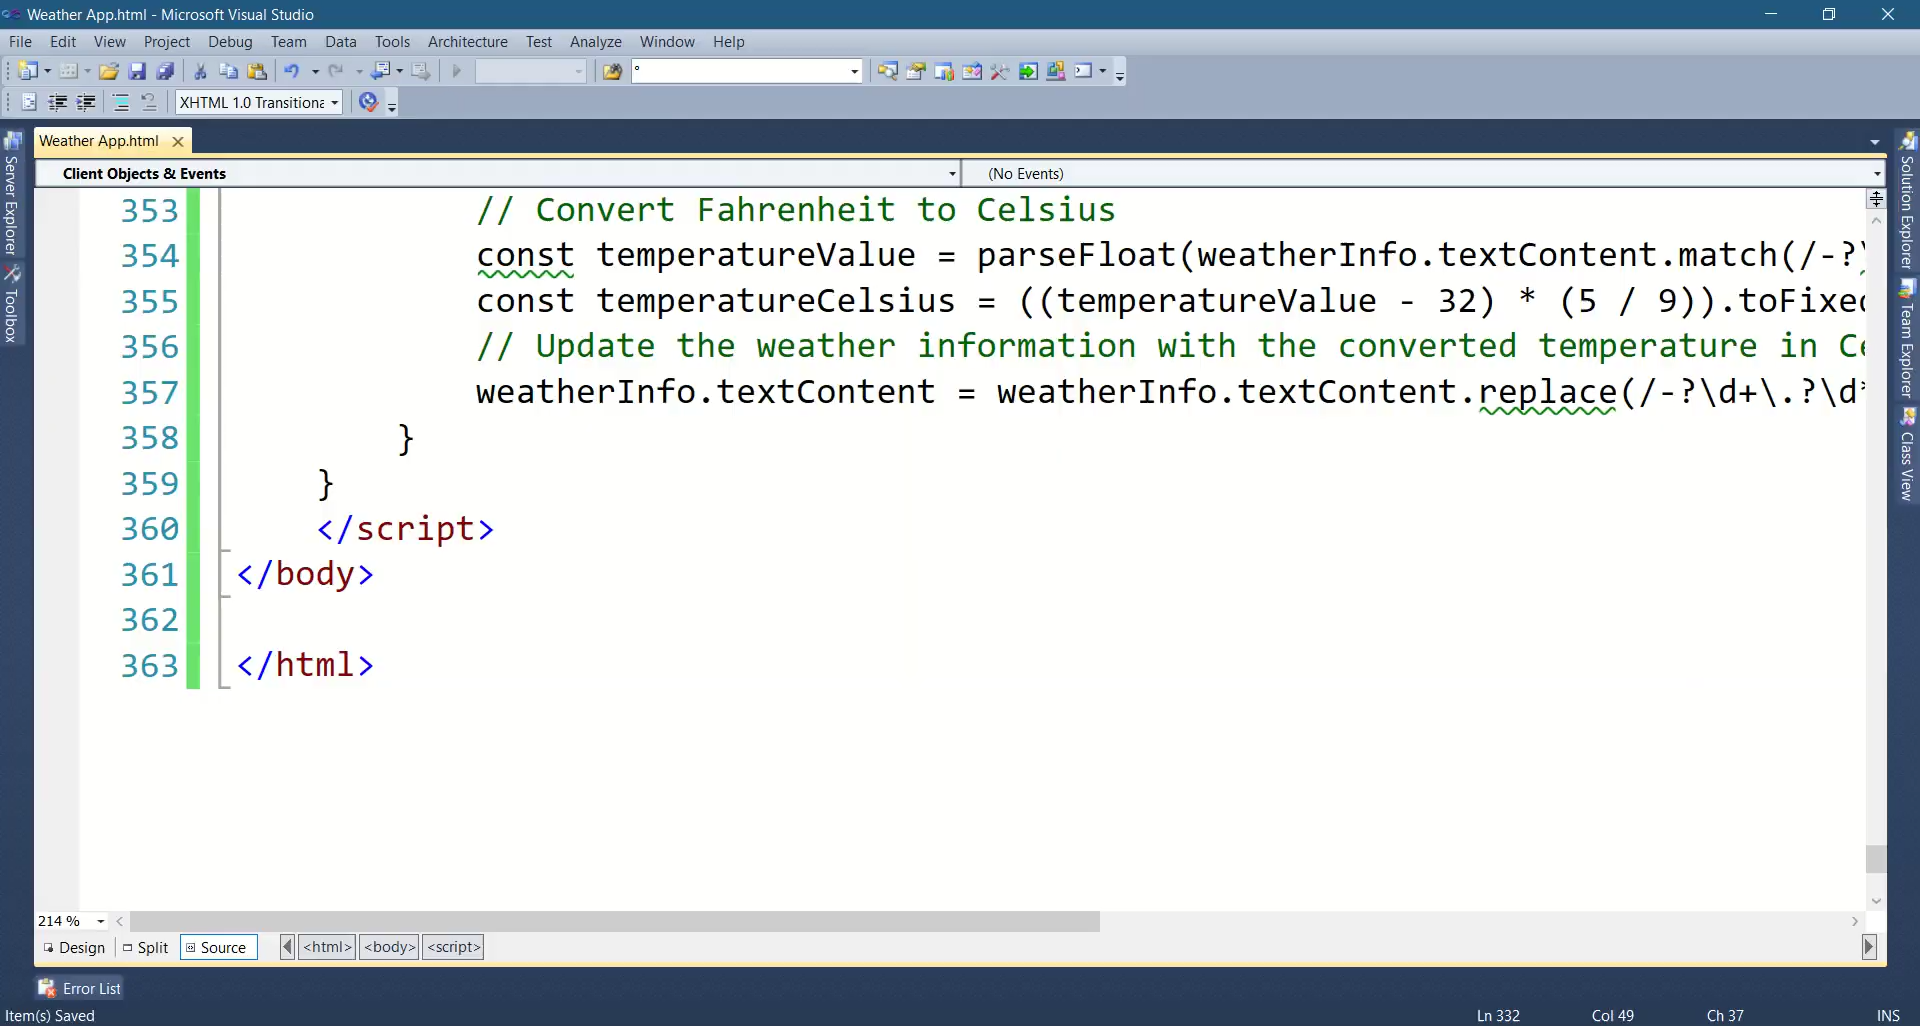 Weather App.html - Microsoft Visual Studio
File Edit View Project Debug Team Data Tools Architecture Test Analyze Window Help
°
XHTML 1.0 Transitiona
Server Explorer
Toolbox
Weather App.html
Client Objects & Events
(No Events)
353 // Convert Fahrenheit to Celsius
354 const temperatureValue = parseFloat(weatherInfo.textContent.match(/-?\
355 const temperatureCelsius = ((temperatureValue - 32) * (5 / 9)).toFixed
356 // Update the weather information with the converted temperature in Ce
357 weatherInfo.textContent = weatherInfo.textContent.replace(/-?\d+\.?\d*
358 }
359 }
360 </script>
361 </body>
362
363 </html>
Solution Explorer
Team Explorer
Class View
214 %
Design Split Source <html> <body> <script>
Error List
Item(s) Saved
Ln 332 Col 49 Ch 37 INS